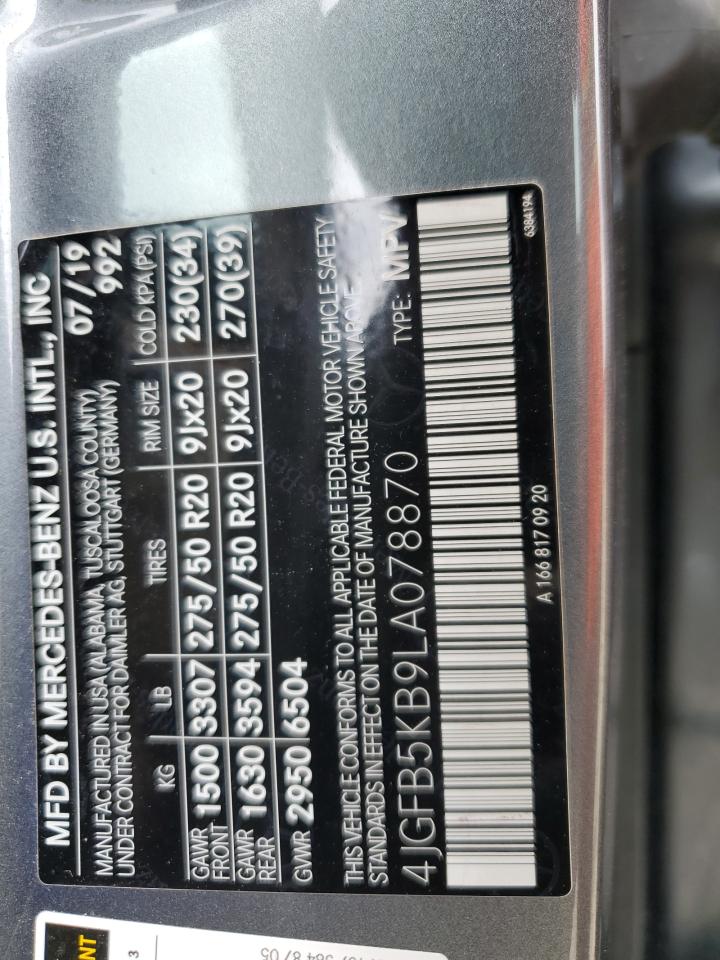 MFD BY MERCEDES-BENZ U.S. INTL., INC
07/19
MANUFACTURED IN USA (ALABAMA, TUSCALOOSA COUNTY)
992
UNDER CONTRACT FOR DAIMLER AG, STUTTGART (GERMANY)
KG LB TIRES RIM SIZE COLD KPA (PSI)
GAWR FRONT 1500 3307 275/50 R20 9Jx20 230(34)
GAWR REAR 1630 3594 275/50 R20 9Jx20 270(39)
GVWR 2950 6504
THIS VEHICLE CONFORMS TO ALL APPLICABLE FEDERAL MOTOR VEHICLE SAFETY
STANDARDS IN EFFECT ON THE DATE OF MANUFACTURE SHOWN ABOVE.
4JGFB5KB9LA078870 TYPE: MPV
A 166 817 09 20
6384194